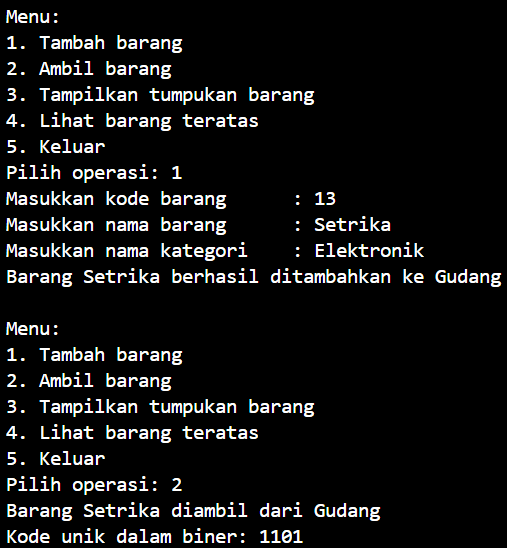 Menu:
1. Tambah barang
2. Ambil barang
3. Tampilkan tumpukan barang
4. Lihat barang teratas
5. Keluar
Pilih operasi: 1
Masukkan kode barang      : 13
Masukkan nama barang      : Setrika
Masukkan nama kategori    : Elektronik
Barang Setrika berhasil ditambahkan ke Gudang

Menu:
1. Tambah barang
2. Ambil barang
3. Tampilkan tumpukan barang
4. Lihat barang teratas
5. Keluar
Pilih operasi: 2
Barang Setrika diambil dari Gudang
Kode unik dalam biner: 1101